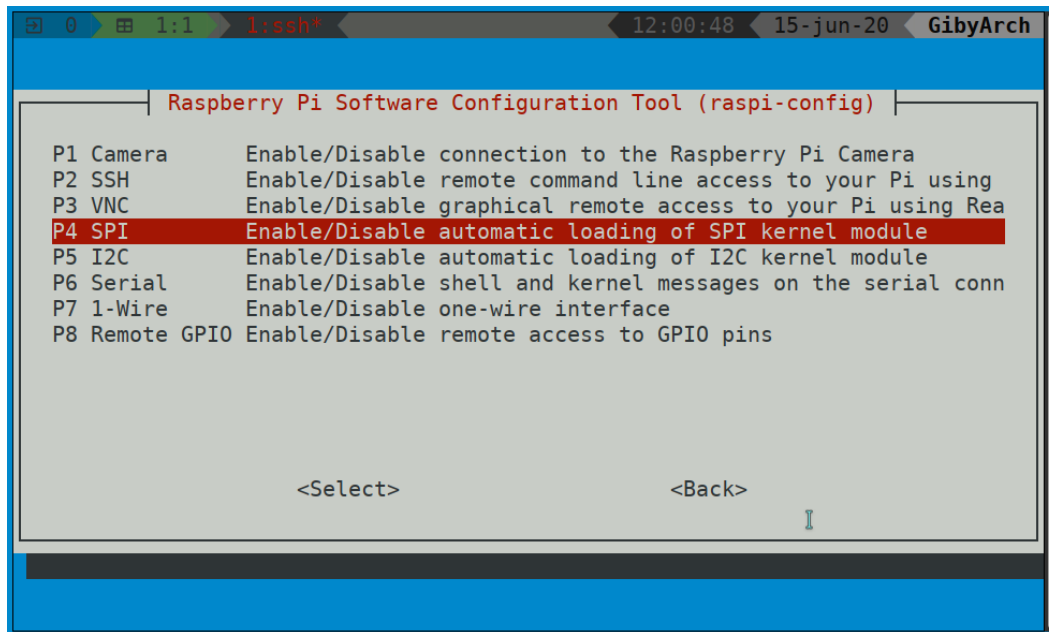 0 1:1 1:ssh* 12:00:48 15-jun-20 GibyArch
Raspberry Pi Software Configuration Tool (raspi-config)
P1 Camera Enable/Disable connection to the Raspberry Pi Camera
P2 SSH Enable/Disable remote command line access to your Pi using
P3 VNC Enable/Disable graphical remote access to your Pi using Rea
P4 SPI Enable/Disable automatic loading of SPI kernel module
P5 I2C Enable/Disable automatic loading of I2C kernel module
P6 Serial Enable/Disable shell and kernel messages on the serial conn
P7 1-Wire Enable/Disable one-wire interface
P8 Remote GPIO Enable/Disable remote access to GPIO pins
<Select> <Back>